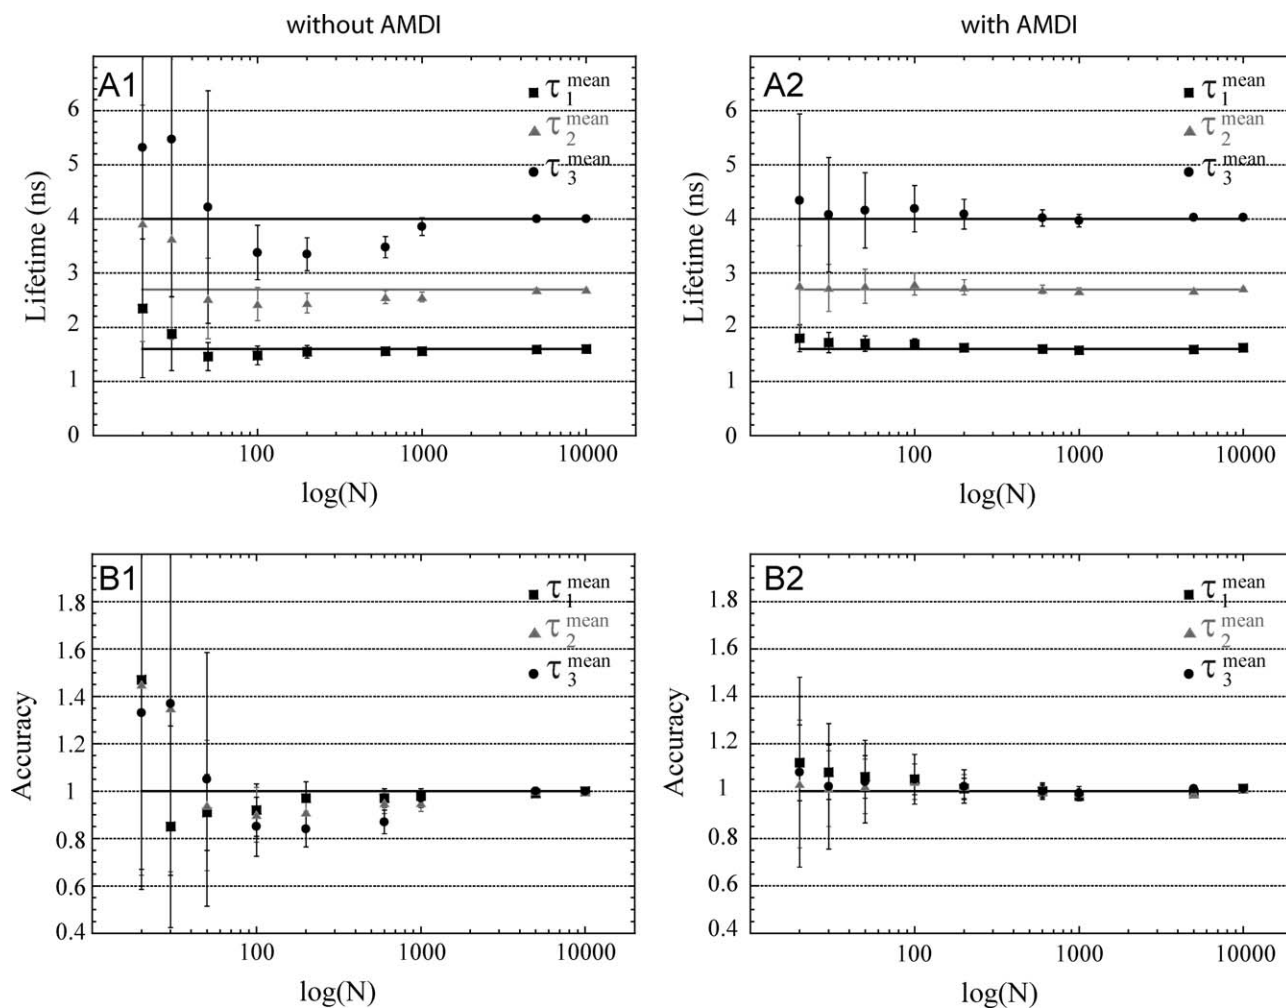 without AMDI
with AMDI
A1
τ1mean
τ2mean
τ3mean
6
5
4
3
2
1
0
Lifetime (ns)
100
1000
10000
log(N)
A2
τ1mean
τ2mean
τ3mean
6
5
4
3
2
1
0
Lifetime (ns)
100
1000
10000
log(N)
B1
τ1mean
τ2mean
τ3mean
1.8
1.6
1.4
1.2
1
0.8
0.6
0.4
Accuracy
100
1000
10000
log(N)
B2
τ1mean
τ2mean
τ3mean
1.8
1.6
1.4
1.2
1
0.8
0.6
0.4
Accuracy
100
1000
10000
log(N)